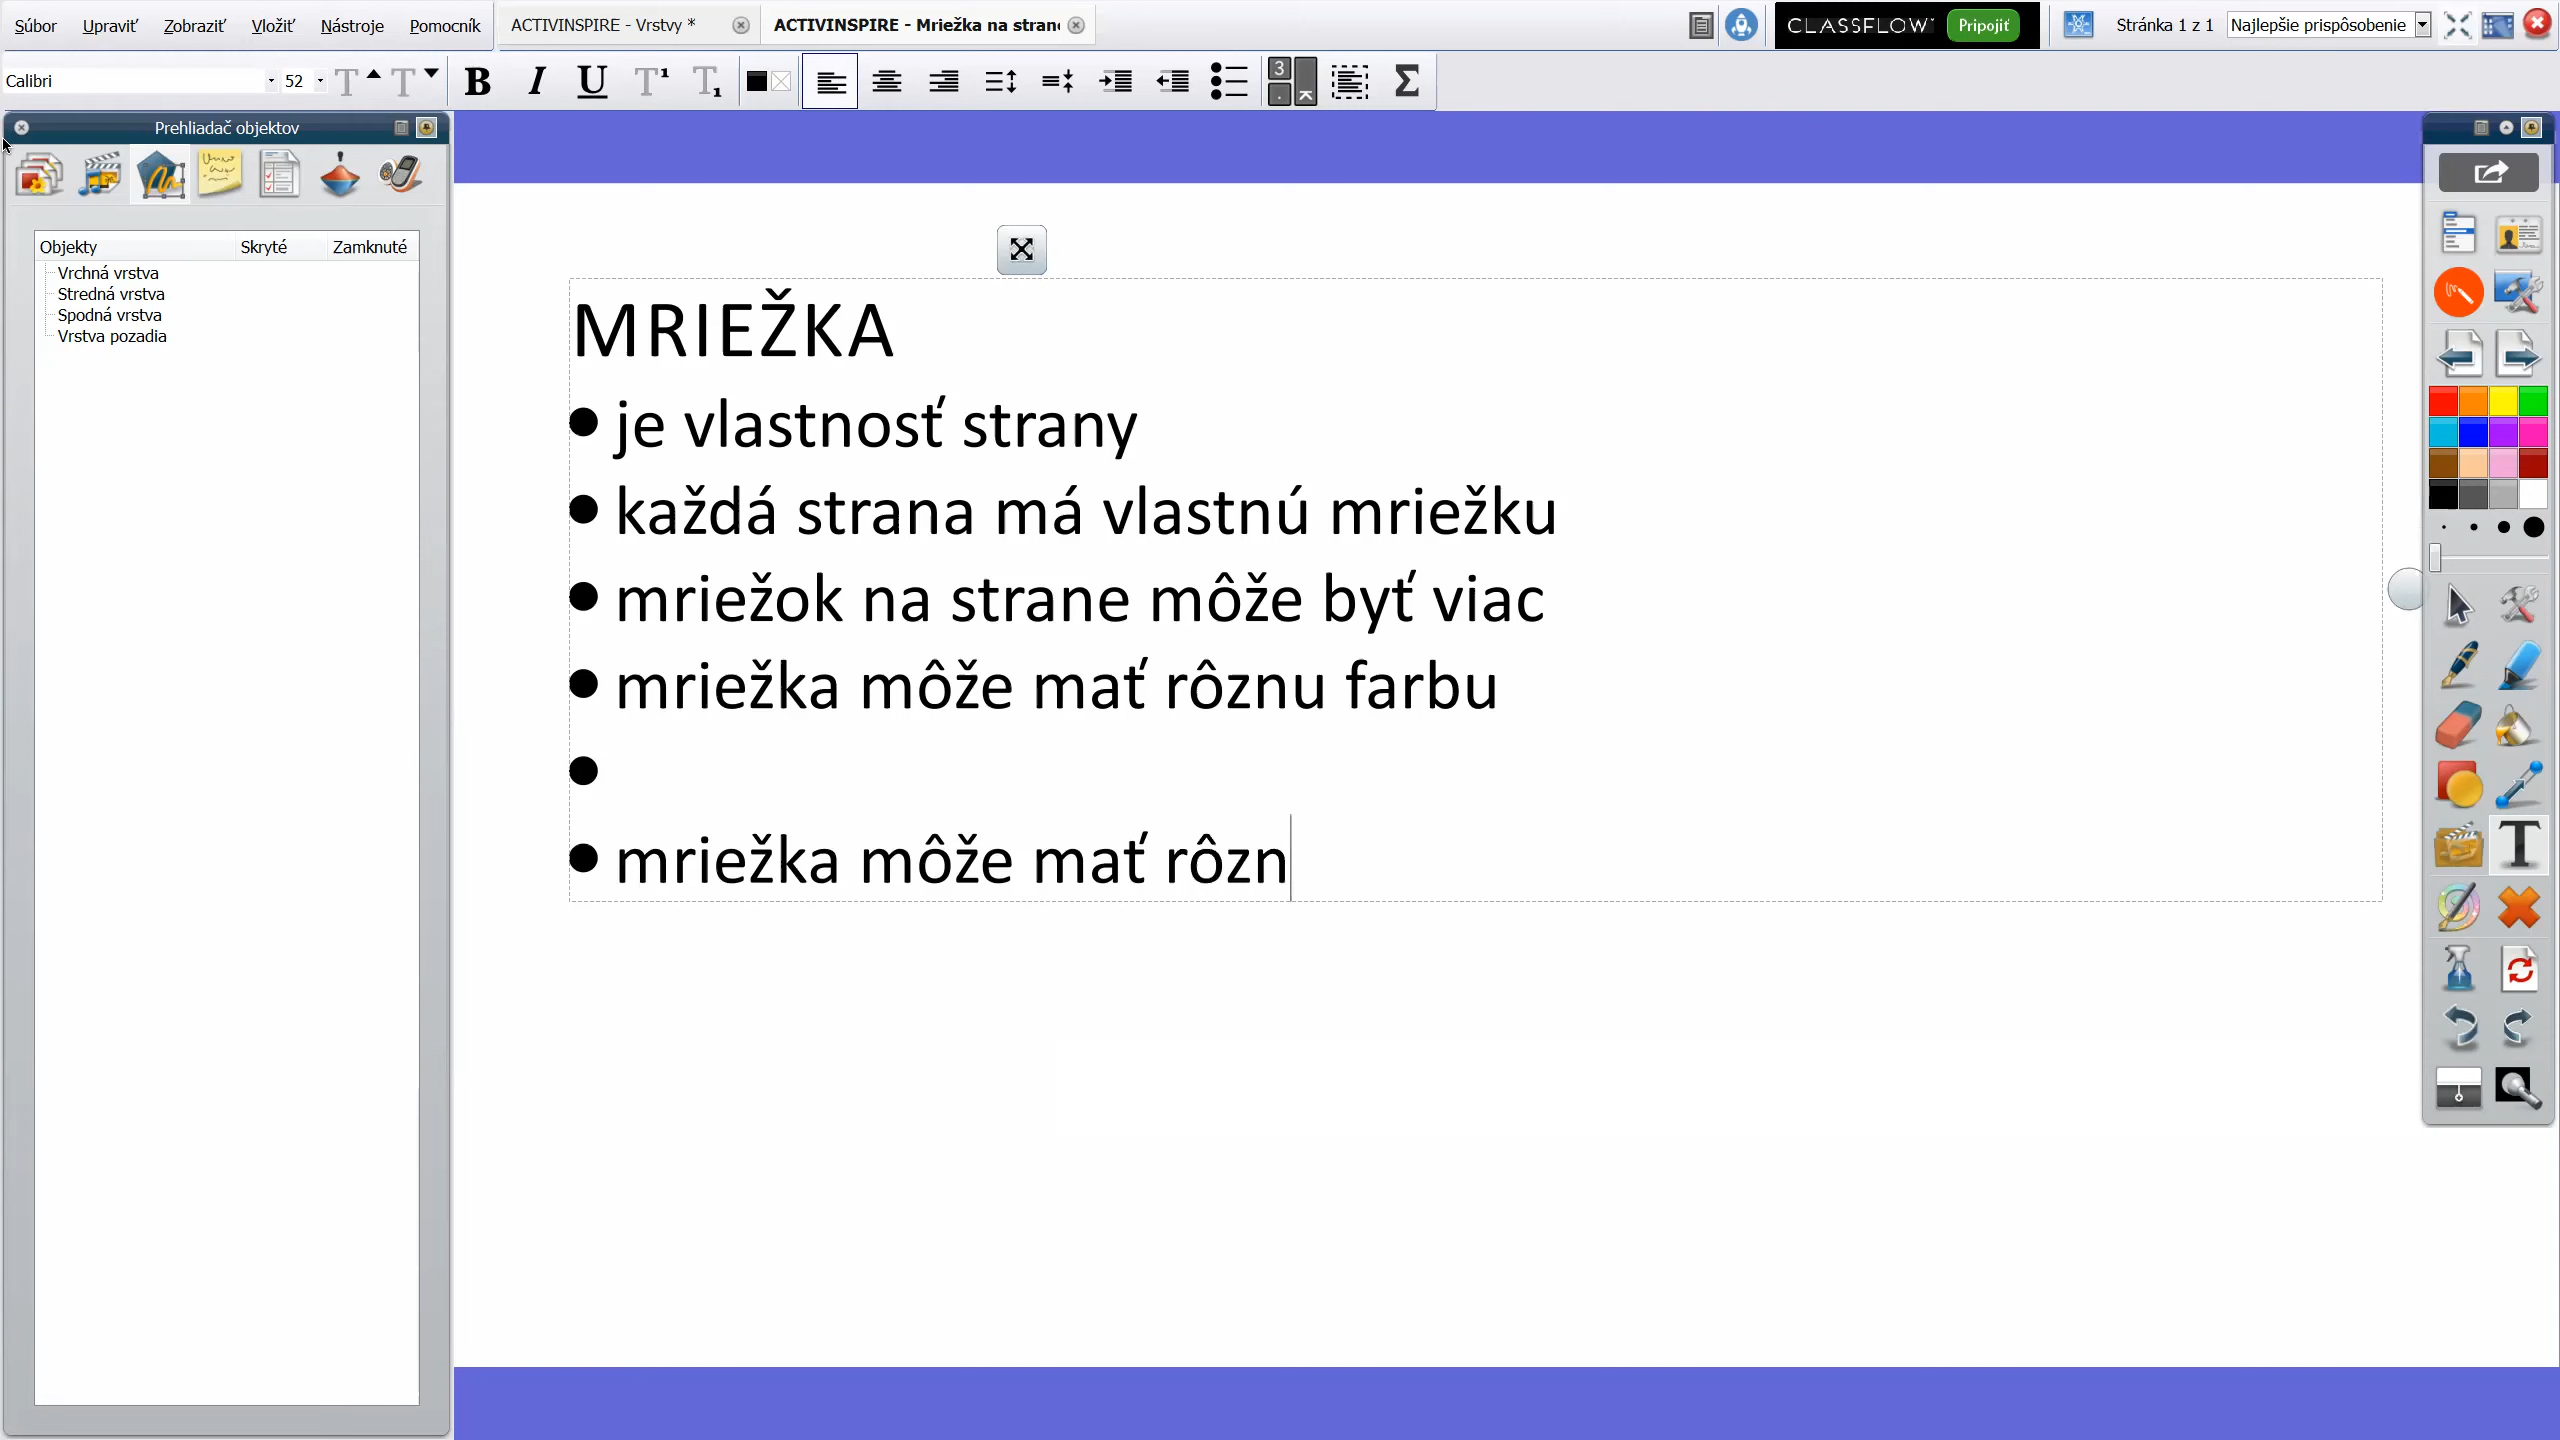 Súbor Upraviť Zobraziť Vložiť Nástroje Pomocník ACTIVINSPIRE - Vrstvy * ACTIVINSPIRE - Mriežka na stran CLASSFLOW Pripojiť Stránka 1 z 1 Najlepšie prispôsobenie
Calibri 52
Prehliadač objektov
Objekty Skryté Zamknuté
Vrchná vrstva
Stredná vrstva
Spodná vrstva
Vrstva pozadia
MRIEŽKA
● je vlastnosť strany
● každá strana má vlastnú mriežku
● mriežok na strane môže byť viac
● mriežka môže mať rôznu farbu
●
● mriežka môže mať rôzn